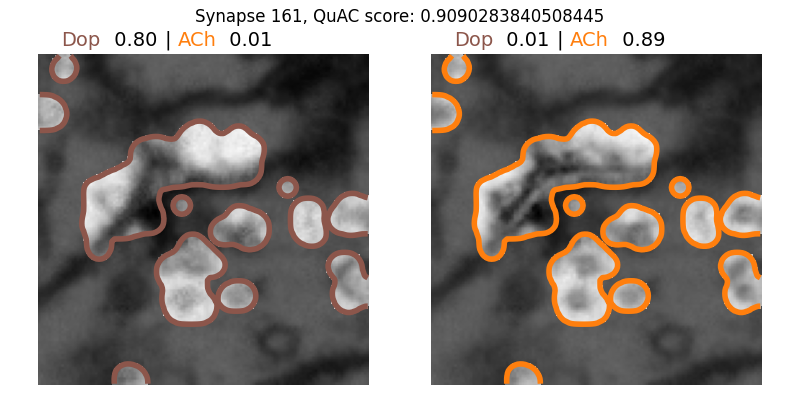 Synapse 161, QuAC score: 0.9090283840508445
Dop 0.80 | ACh 0.01
Dop 0.01 | ACh 0.89